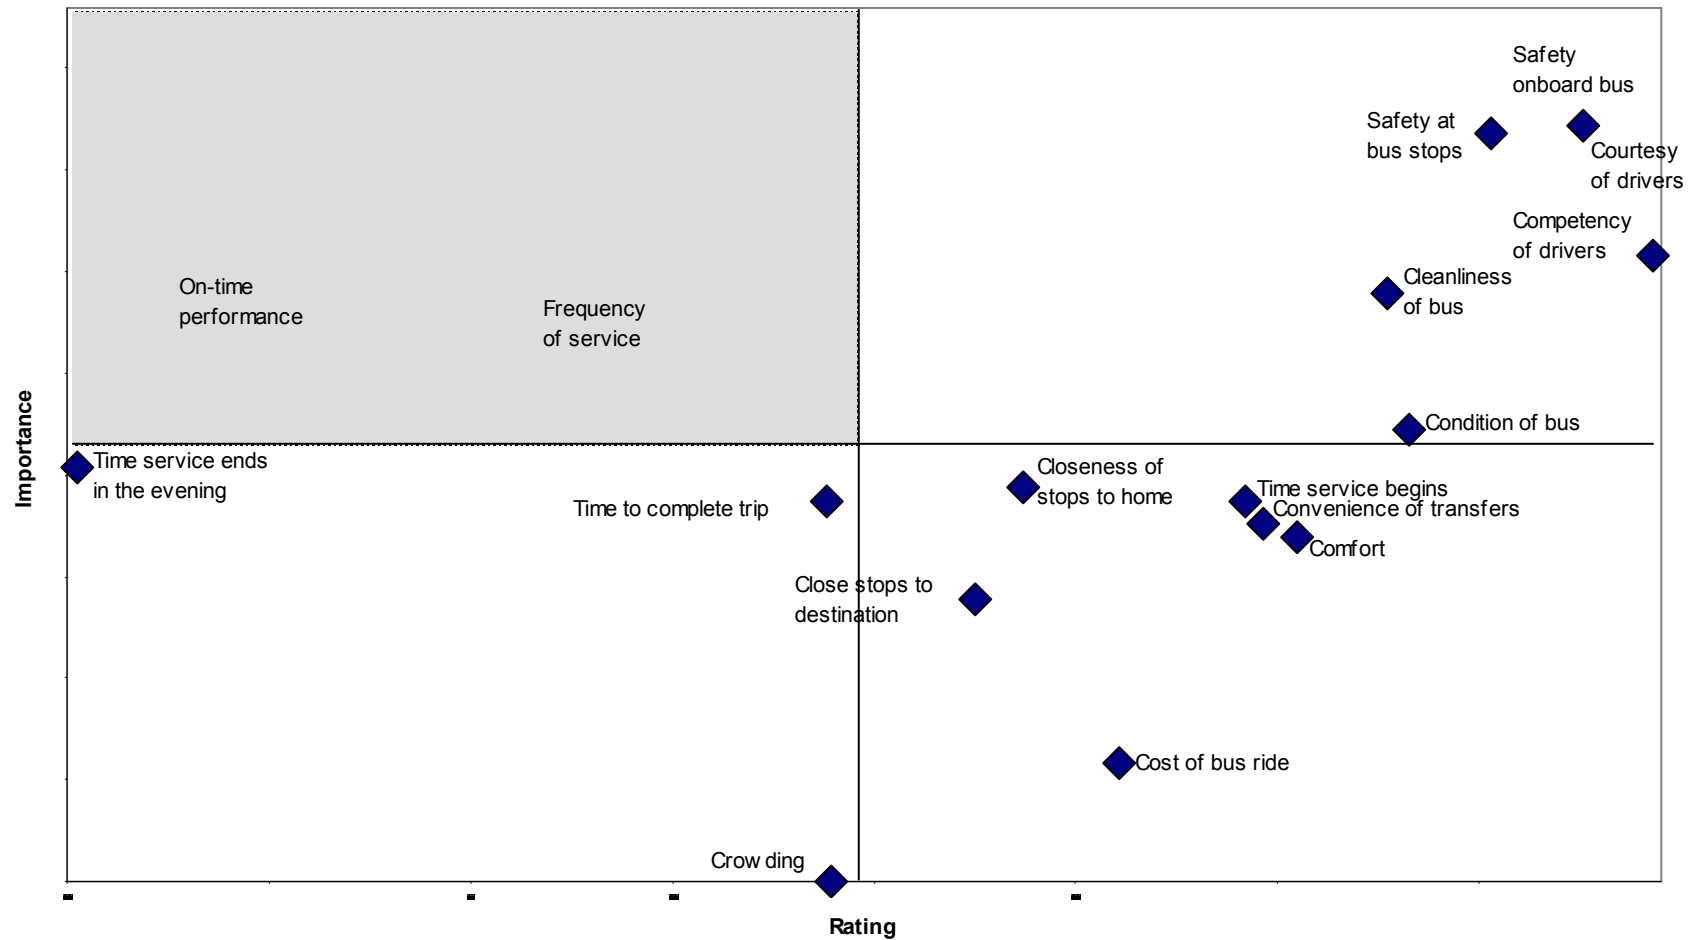 Safety
onboard bus
Safety at
bus stops
Courtesy
of drivers
Competency
of drivers
Cleanliness
of bus
On-time
performance
Frequency
of service
Condition of bus
Importance
Time service ends
in the evening
Closeness of
stops to home
Time to complete trip
Time service begins
Convenience of transfers
Comfort
Close stops to
destination
Cost of bus ride
Crowding
Rating